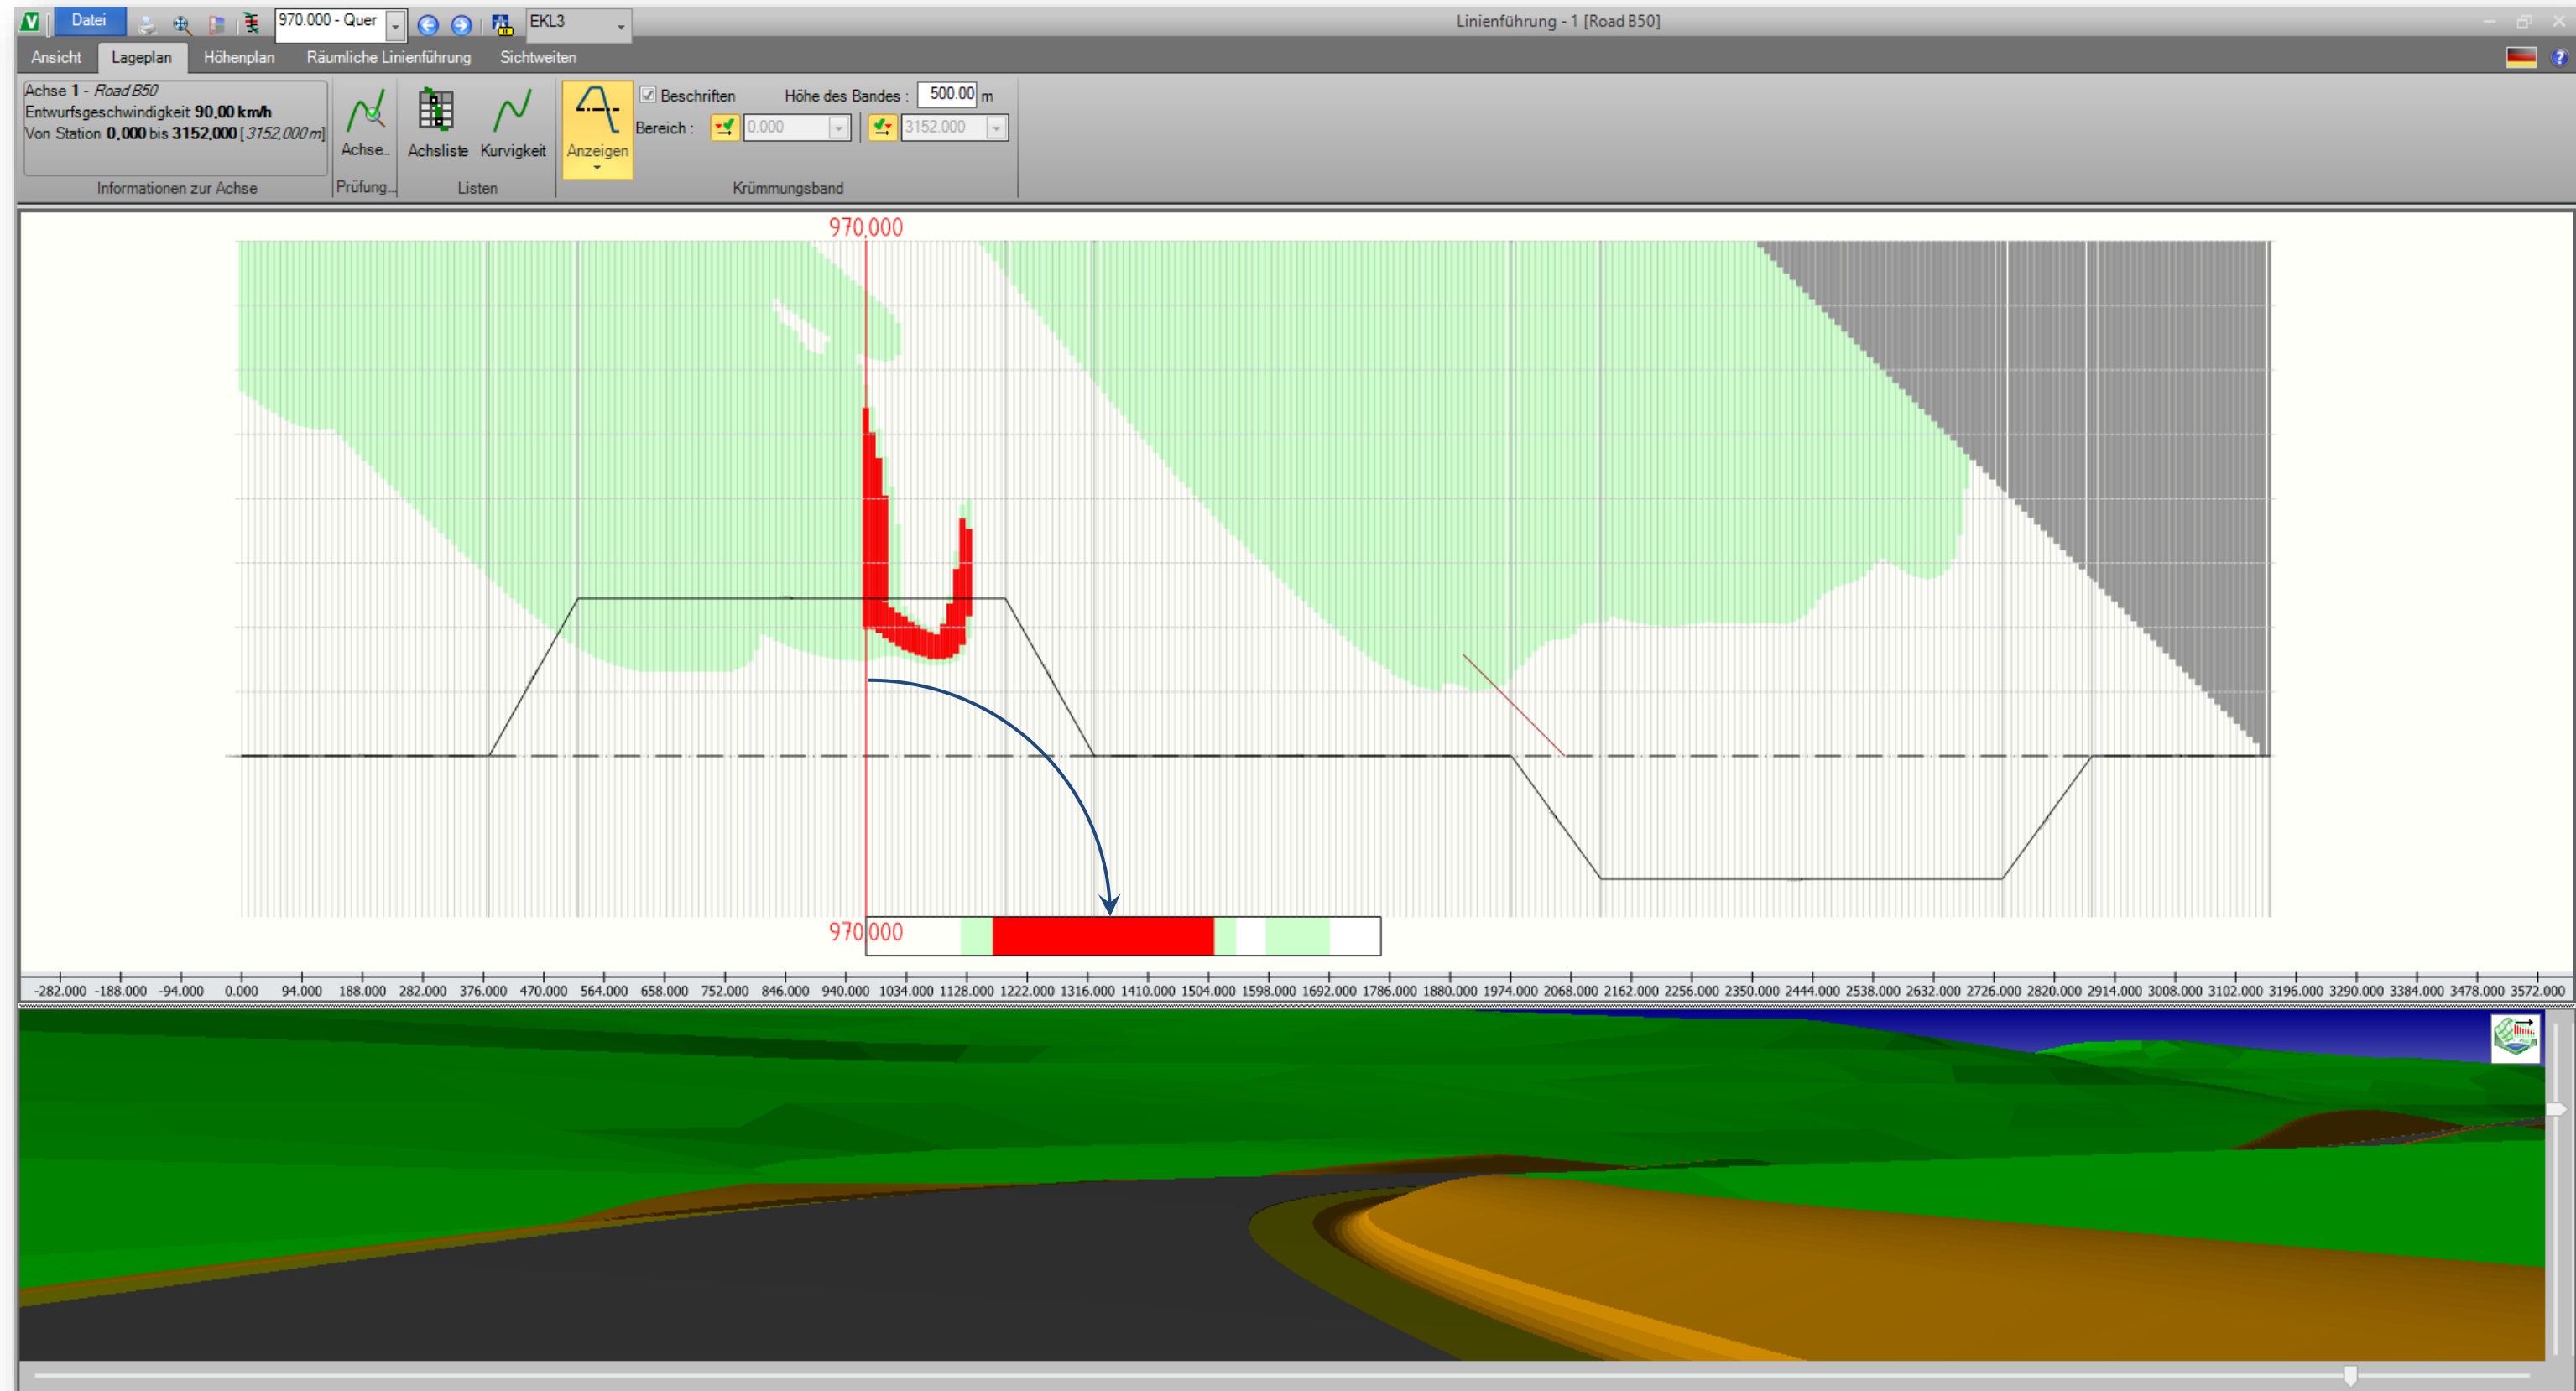 Datei 970.000 - Quer EKL3 Linienführung - 1 [Road B50]
Ansicht Lageplan Höhenplan Räumliche Linienführung Sichtweiten
Achse 1 - Road B50
Entwurfsgeschwindigkeit 90,00 km/h
Von Station 0,000 bis 3152,000 [3152,000 m]
Informationen zur Achse
Achse...
Prüfung...
Achsliste Kurvigkeit
Listen
Anzeigen
Beschriften Höhe des Bandes : 500.00 m
Bereich : 0.000 3152.000
Krümmungsband
970,000
970,000
-282.000 -188.000 -94.000 0.000 94.000 188.000 282.000 376.000 470.000 564.000 658.000 752.000 846.000 940.000 1034.000 1128.000 1222.000 1316.000 1410.000 1504.000 1598.000 1692.000 1786.000 1880.000 1974.000 2068.000 2162.000 2256.000 2350.000 2444.000 2538.000 2632.000 2726.000 2820.000 2914.000 3008.000 3102.000 3196.000 3290.000 3384.000 3478.000 3572.000